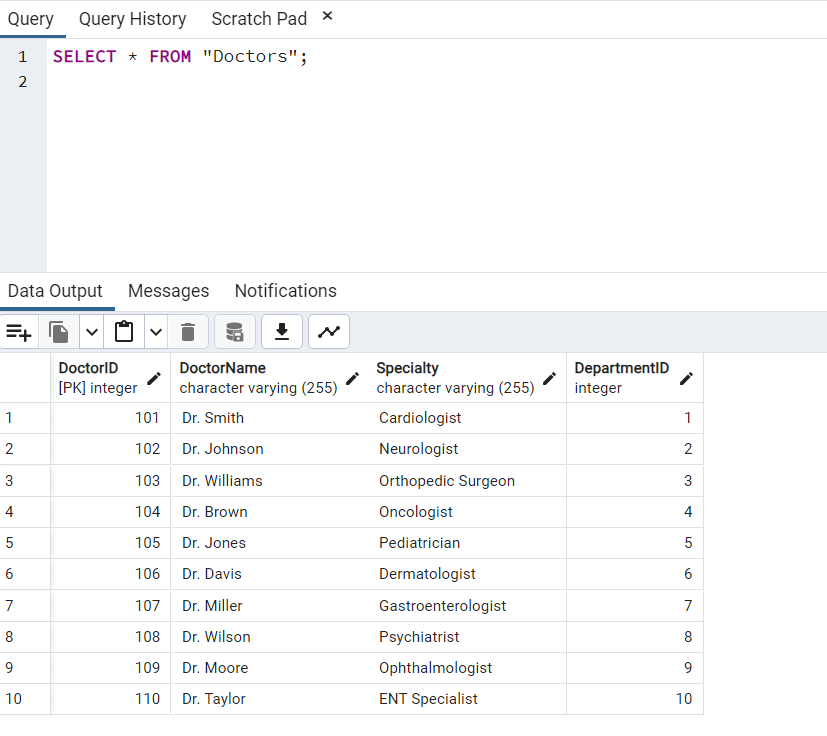 Query Query History Scratch Pad ×
1 SELECT * FROM "Doctors";
2
Data Output Messages Notifications
DoctorID DoctorName Specialty DepartmentID
[PK] integer character varying (255) character varying (255) integer
1 101 Dr. Smith Cardiologist 1
2 102 Dr. Johnson Neurologist 2
3 103 Dr. Williams Orthopedic Surgeon 3
4 104 Dr. Brown Oncologist 4
5 105 Dr. Jones Pediatrician 5
6 106 Dr. Davis Dermatologist 6
7 107 Dr. Miller Gastroenterologist 7
8 108 Dr. Wilson Psychiatrist 8
9 109 Dr. Moore Ophthalmologist 9
10 110 Dr. Taylor ENT Specialist 10